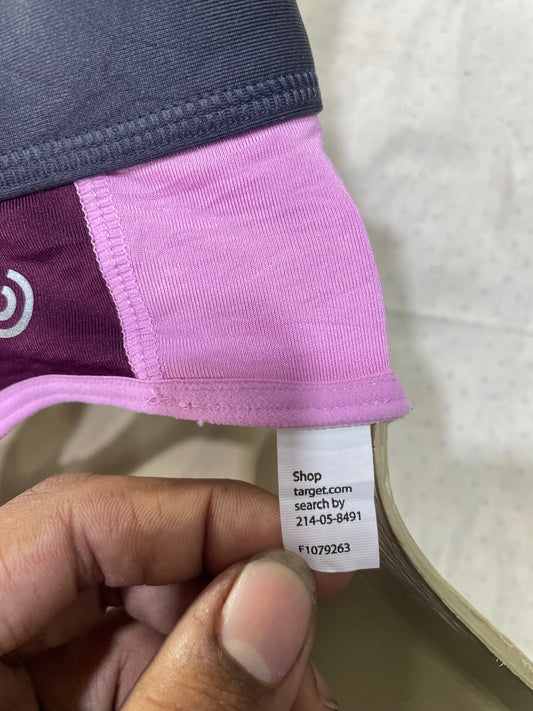 Shop
target.com
search by
214-05-8491
F1079263